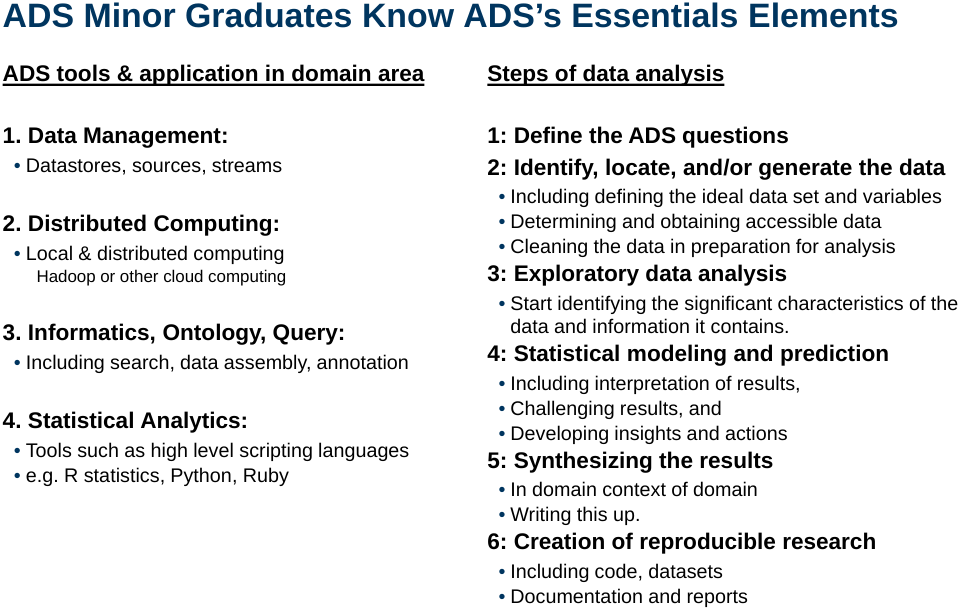 ADS Minor Graduates Know ADS’s Essentials Elements
ADS tools & application in domain area
1. Data Management:
• Datastores, sources, streams
2. Distributed Computing:
• Local & distributed computing
Hadoop or other cloud computing
3. Informatics, Ontology, Query:
• Including search, data assembly, annotation
4. Statistical Analytics:
• Tools such as high level scripting languages
• e.g. R statistics, Python, Ruby
Steps of data analysis
1: Define the ADS questions
2: Identify, locate, and/or generate the data
• Including defining the ideal data set and variables
• Determining and obtaining accessible data
• Cleaning the data in preparation for analysis
3: Exploratory data analysis
• Start identifying the significant characteristics of the
data and information it contains.
4: Statistical modeling and prediction
• Including interpretation of results,
• Challenging results, and
• Developing insights and actions
5: Synthesizing the results
• In domain context of domain
• Writing this up.
6: Creation of reproducible research
• Including code, datasets
• Documentation and reports